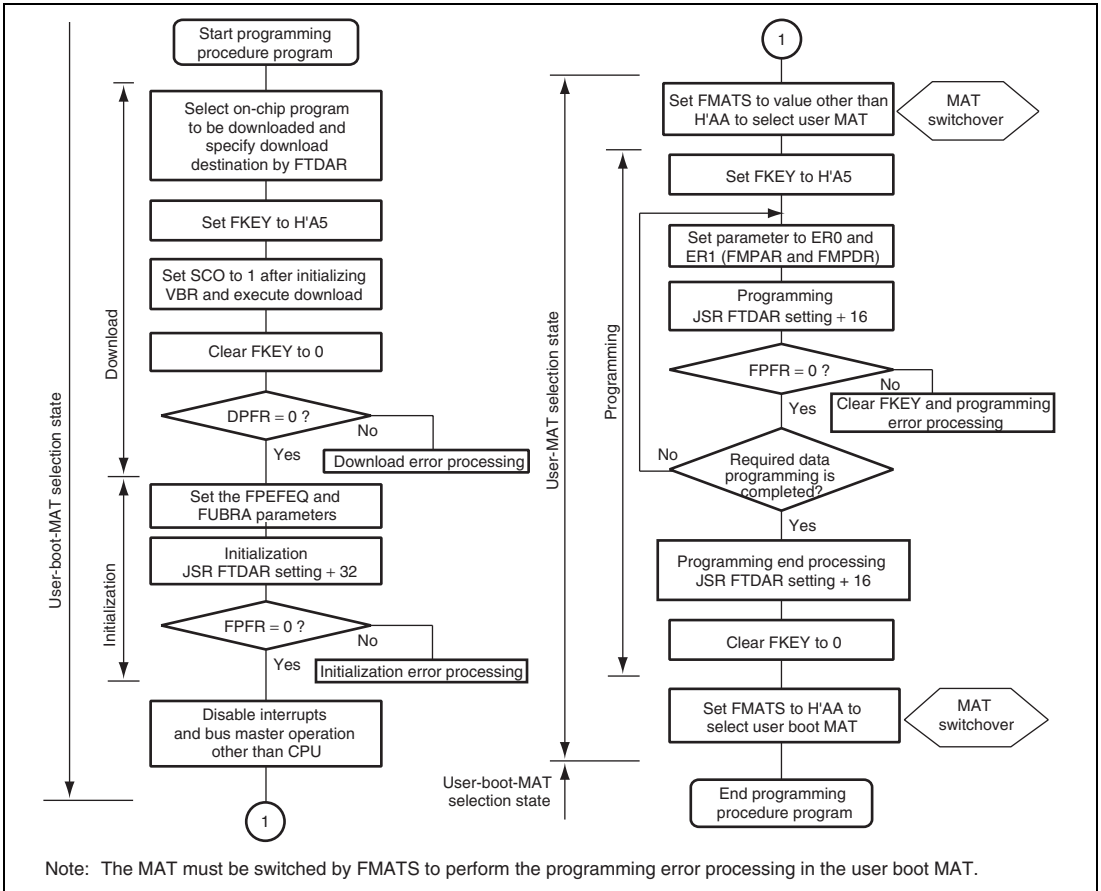 Start programming
procedure program
Select on-chip program
to be downloaded and
specify download
destination by FTDAR
Set FKEY to H'A5
Set SCO to 1 after initializing
VBR and execute download
Clear FKEY to 0
DPFR = 0 ?
No
Yes
Download error processing
Set the FPEFEQ and
FUBRA parameters
Initialization
JSR FTDAR setting + 32
FPFR = 0 ?
No
Yes
Initialization error processing
Disable interrupts
and bus master operation
other than CPU
1
Download
Initialization
User-boot-MAT selection state
1
Set FMATS to value other than
H'AA to select user MAT
MAT
switchover
Set FKEY to H'A5
Set parameter to ER0 and
ER1 (FMPAR and FMPDR)
Programming
JSR FTDAR setting + 16
FPFR = 0 ?
No
Yes
Clear FKEY and programming
error processing
No
Required data
programming is
completed?
Yes
Programming end processing
JSR FTDAR setting + 16
Clear FKEY to 0
Set FMATS to H'AA to
select user boot MAT
MAT
switchover
Programming
User-MAT selection state
User-boot-MAT
selection state
End programming
procedure program
Note: The MAT must be switched by FMATS to perform the programming error processing in the user boot MAT.